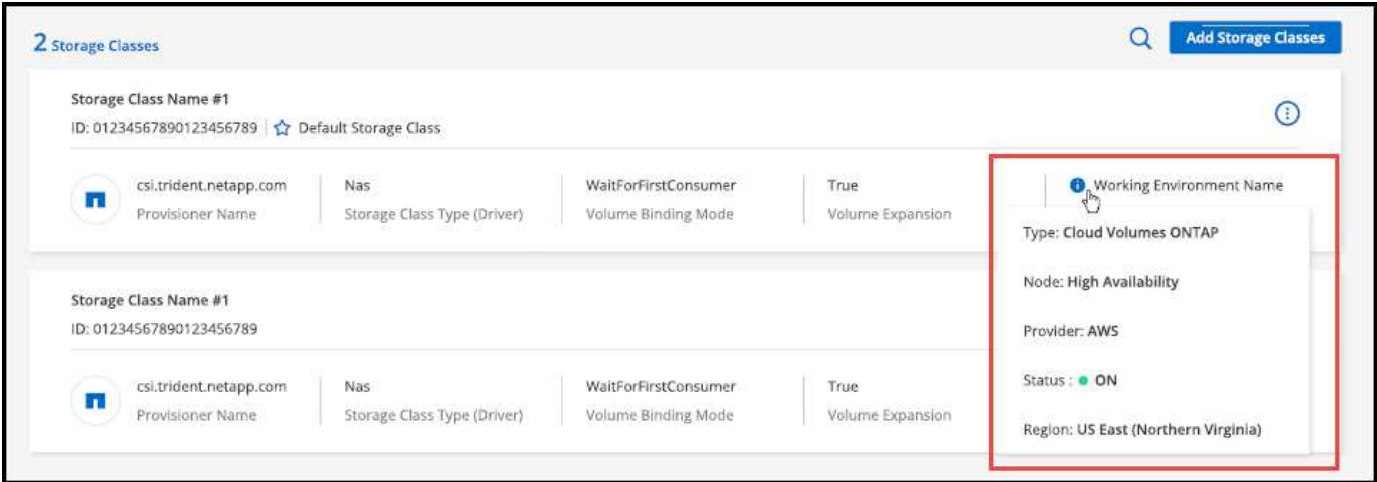 2 Storage Classes
Add Storage Classes
Storage Class Name #1
ID: 01234567890123456789 Default Storage Class
csi.trident.netapp.com Nas WaitForFirstConsumer True Working Environment Name
Provisioner Name Storage Class Type (Driver) Volume Binding Mode Volume Expansion
Type: Cloud Volumes ONTAP
Node: High Availability
Provider: AWS
Status : ON
Region: US East (Northern Virginia)
Storage Class Name #1
ID: 01234567890123456789
csi.trident.netapp.com Nas WaitForFirstConsumer True
Provisioner Name Storage Class Type (Driver) Volume Binding Mode Volume Expansion